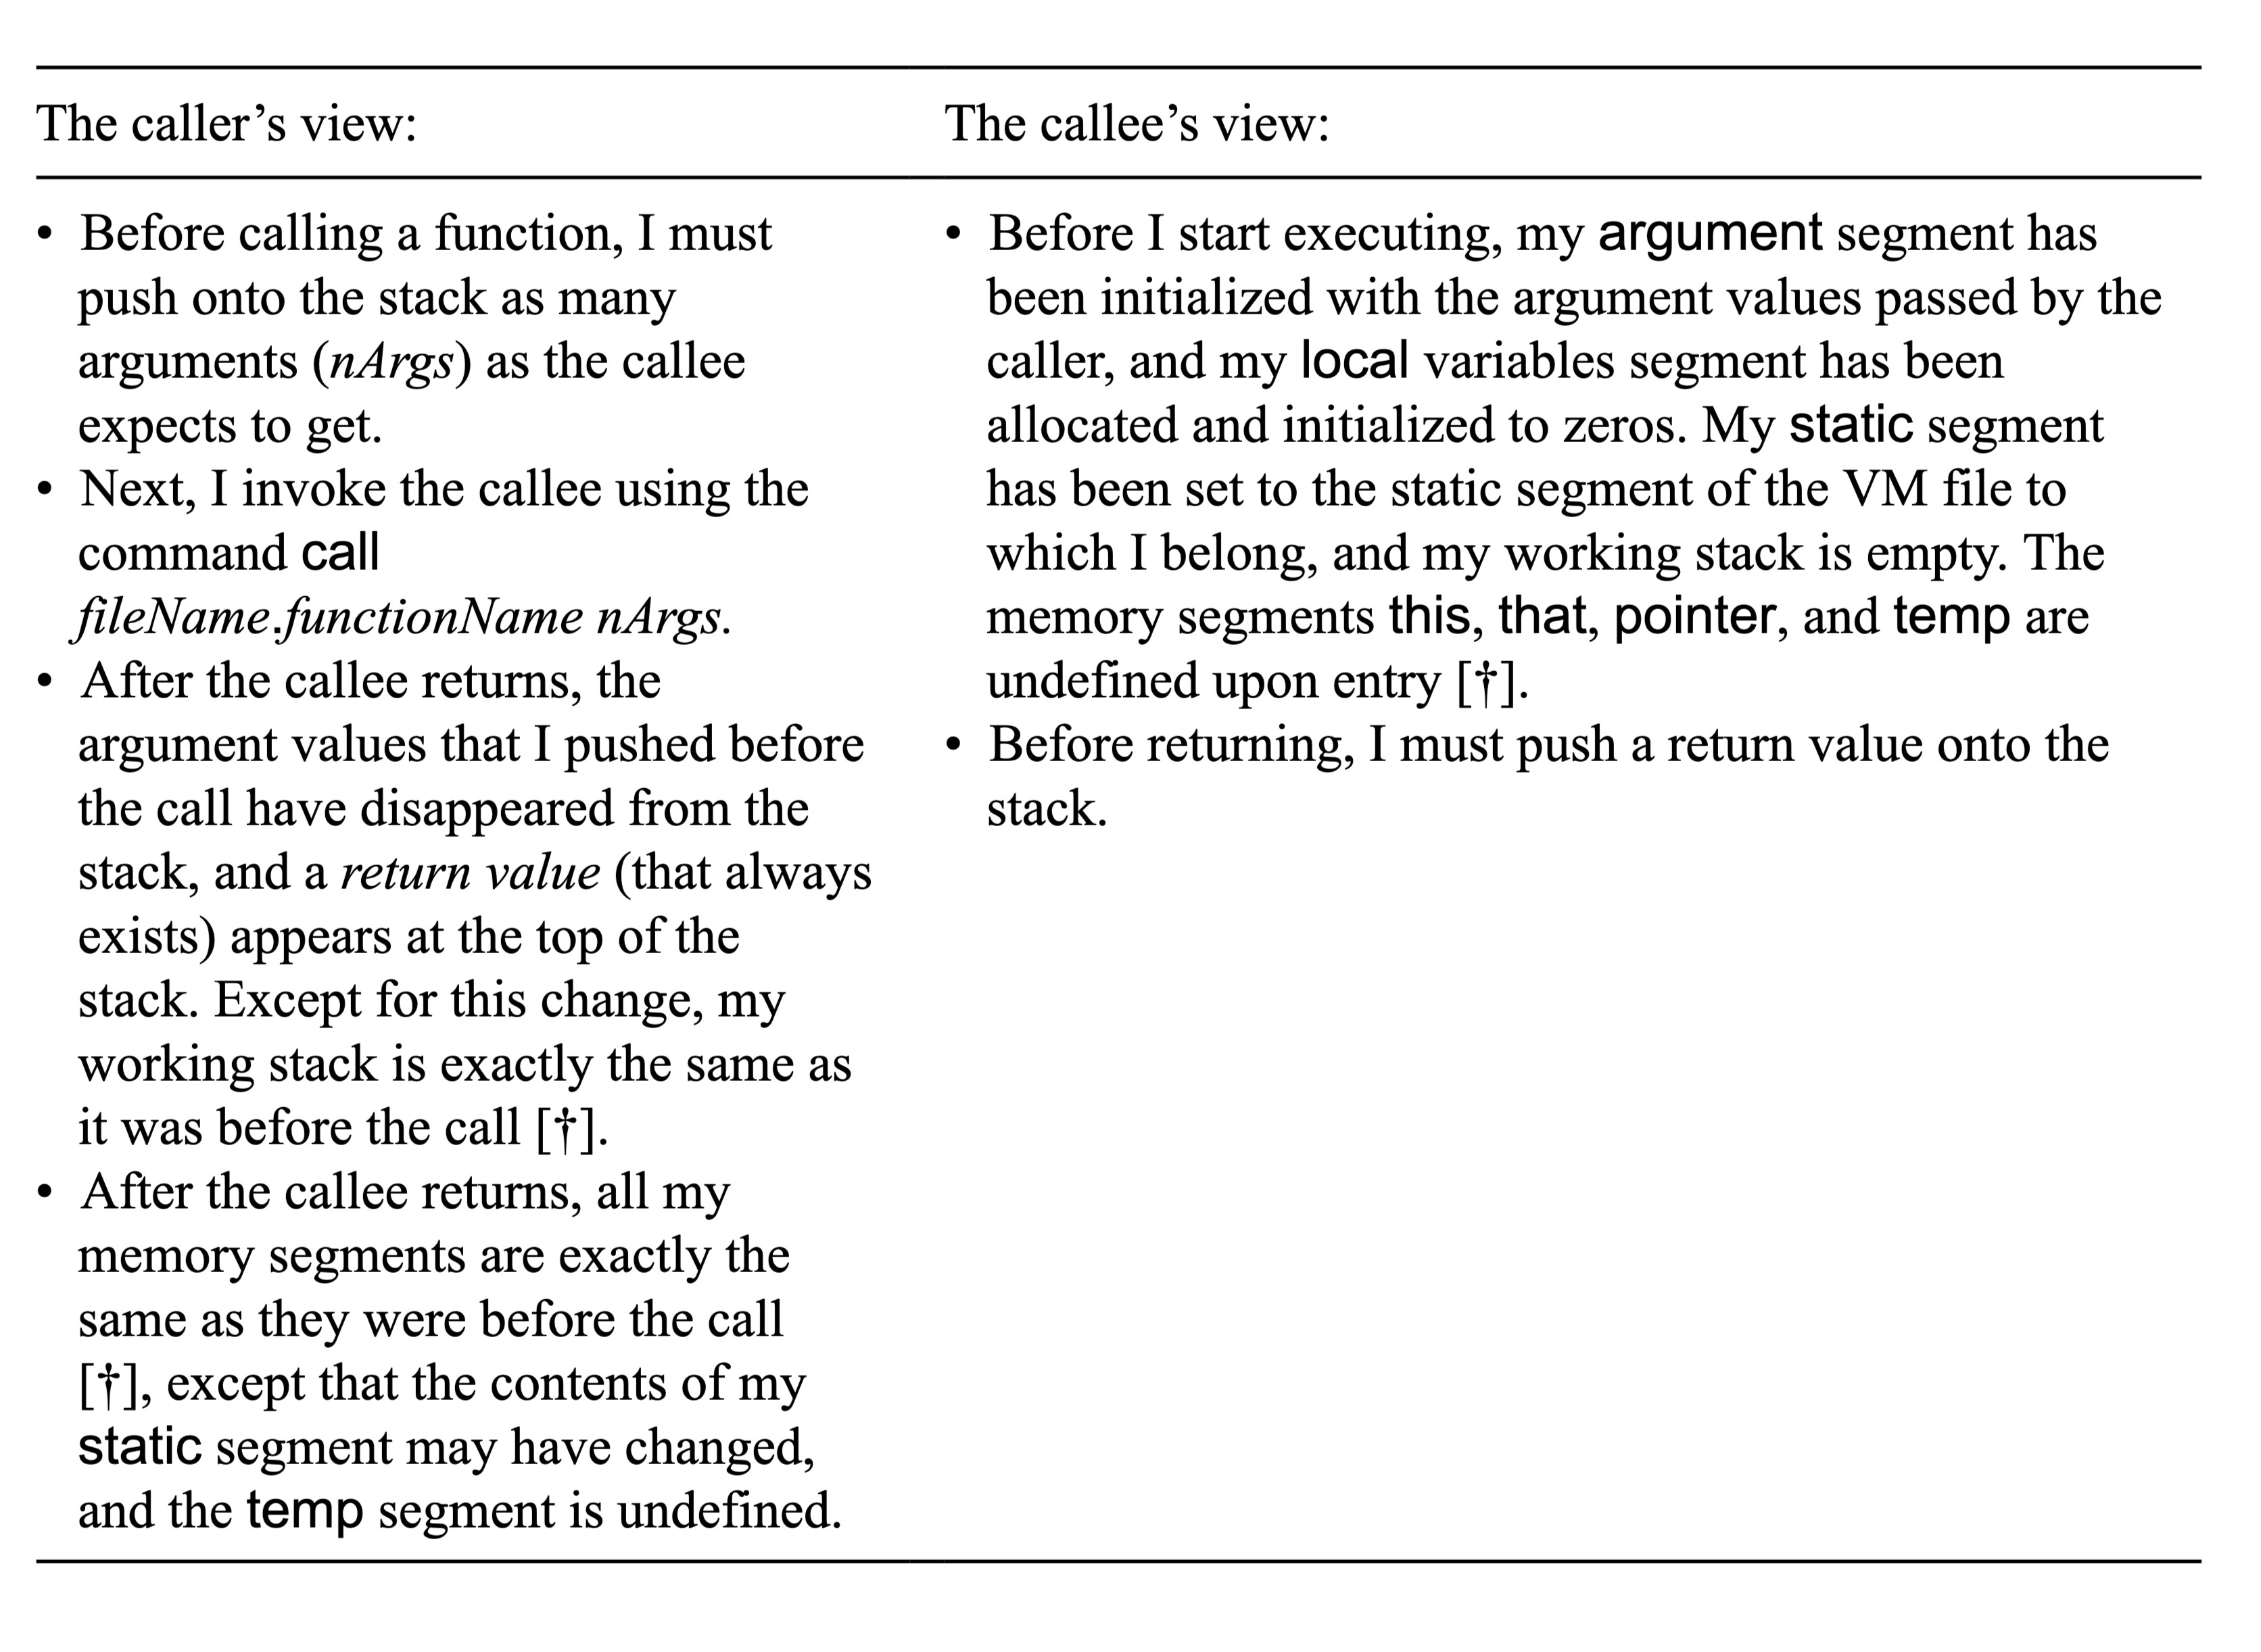 The caller’s view:
The callee’s view:
• Before calling a function, I must
push onto the stack as many
arguments (nArgs) as the callee
expects to get.
• Next, I invoke the callee using the
command call
fileName.functionName nArgs.
• After the callee returns, the
argument values that I pushed before
the call have disappeared from the
stack, and a return value (that always
exists) appears at the top of the
stack. Except for this change, my
working stack is exactly the same as
it was before the call [†].
• After the callee returns, all my
memory segments are exactly the
same as they were before the call
[†], except that the contents of my
static segment may have changed,
and the temp segment is undefined.
• Before I start executing, my argument segment has
been initialized with the argument values passed by the
caller, and my local variables segment has been
allocated and initialized to zeros. My static segment
has been set to the static segment of the VM file to
which I belong, and my working stack is empty. The
memory segments this, that, pointer, and temp are
undefined upon entry [†].
• Before returning, I must push a return value onto the
stack.